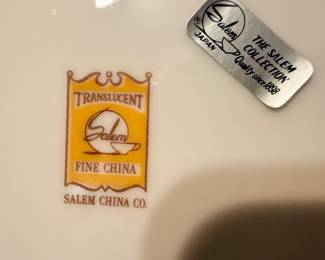 TRANSLUCENT
Salem
FINE CHINA
SALEM CHINA CO.
R
Salem
JAPAN
THE SALEM
COLLECTION
Quality since 1898